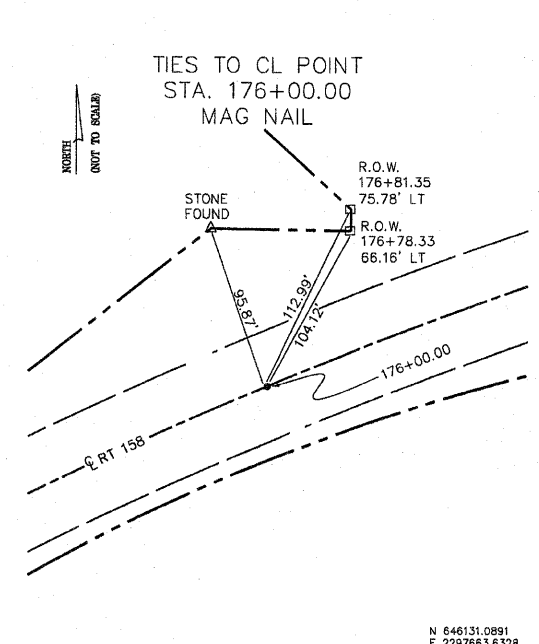 TIES TO CL POINT
STA. 176+00.00
MAG NAIL
NORTH
(NOT TO SCALE)
R.O.W.
176+81.35
75.78' LT
STONE
FOUND
R.O.W.
176+78.33
66.16' LT
95.87'
112.99'
104.12'
176+00.00
℄ RT 158
N 646131.0891
E 2297663.6328